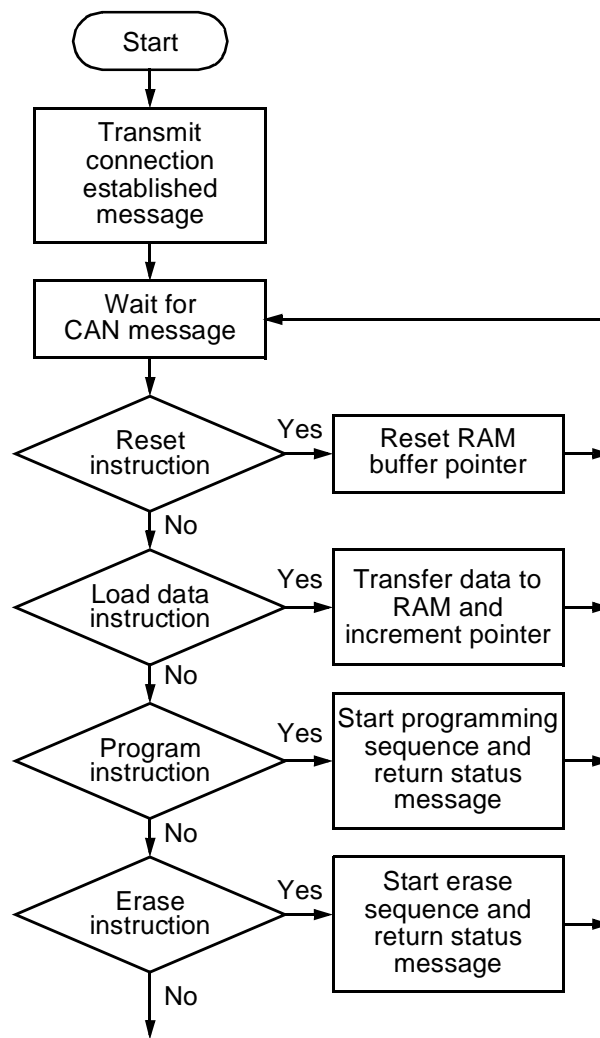 Start
Transmit
connection
established
message
Wait for
CAN message
Reset
instruction
Yes
Reset RAM
buffer pointer
No
Load data
instruction
Yes
Transfer data to
RAM and
increment pointer
No
Program
instruction
Yes
Start programming
sequence and
return status
message
No
Erase
instruction
Yes
Start erase
sequence and
return status
message
No